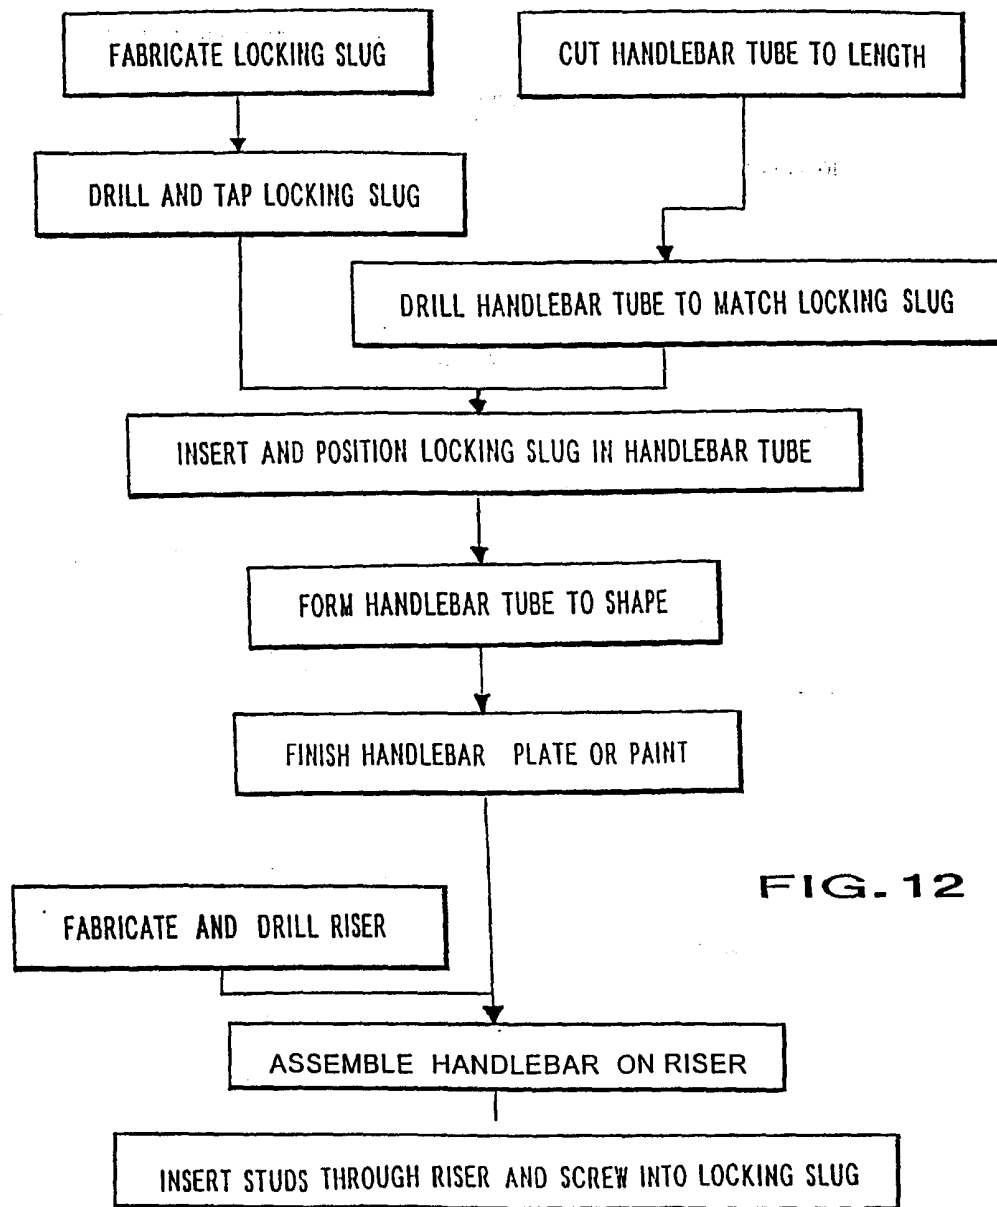 FABRICATE LOCKING SLUG
CUT HANDLEBAR TUBE TO LENGTH
DRILL AND TAP LOCKING SLUG
DRILL HANDLEBAR TUBE TO MATCH LOCKING SLUG
INSERT AND POSITION LOCKING SLUG IN HANDLEBAR TUBE
FORM HANDLEBAR TUBE TO SHAPE
FINISH HANDLEBAR PLATE OR PAINT
FIG. 12
FABRICATE AND DRILL RISER
ASSEMBLE HANDLEBAR ON RISER
INSERT STUDS THROUGH RISER AND SCREW INTO LOCKING SLUG